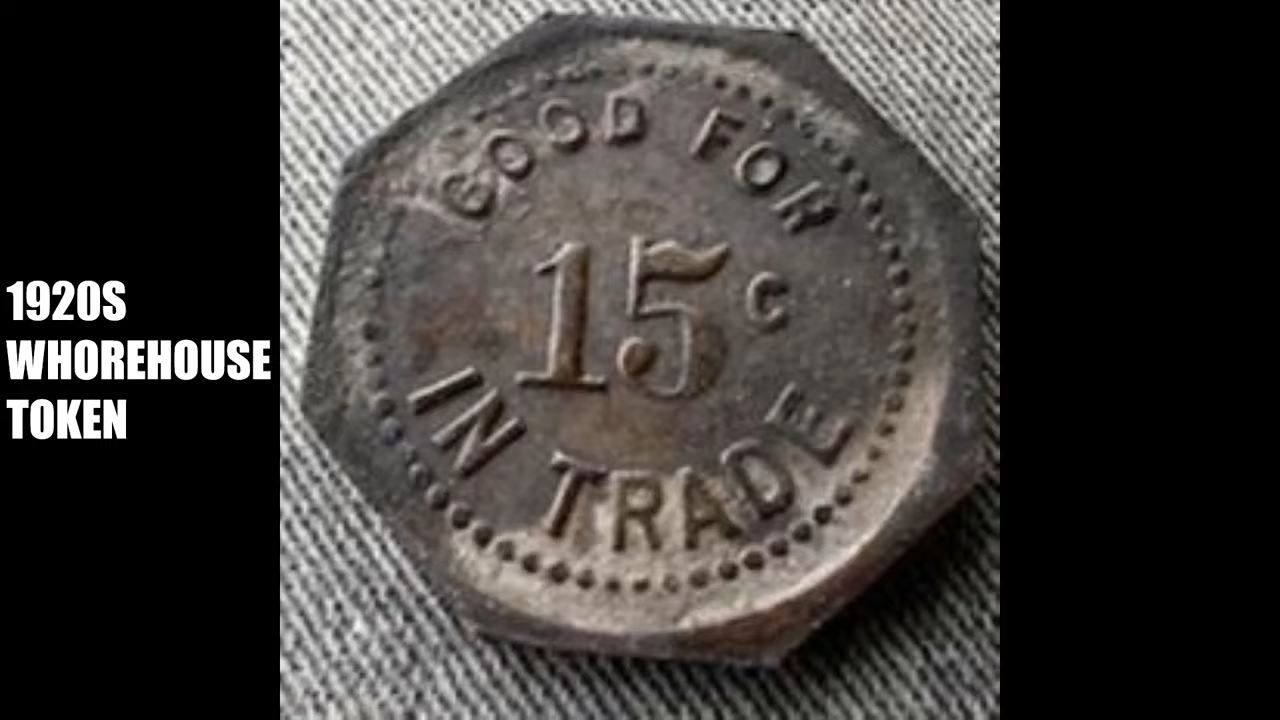 1920S
WHOREHOUSE
TOKEN
GOOD FOR
15 C
IN TRADE